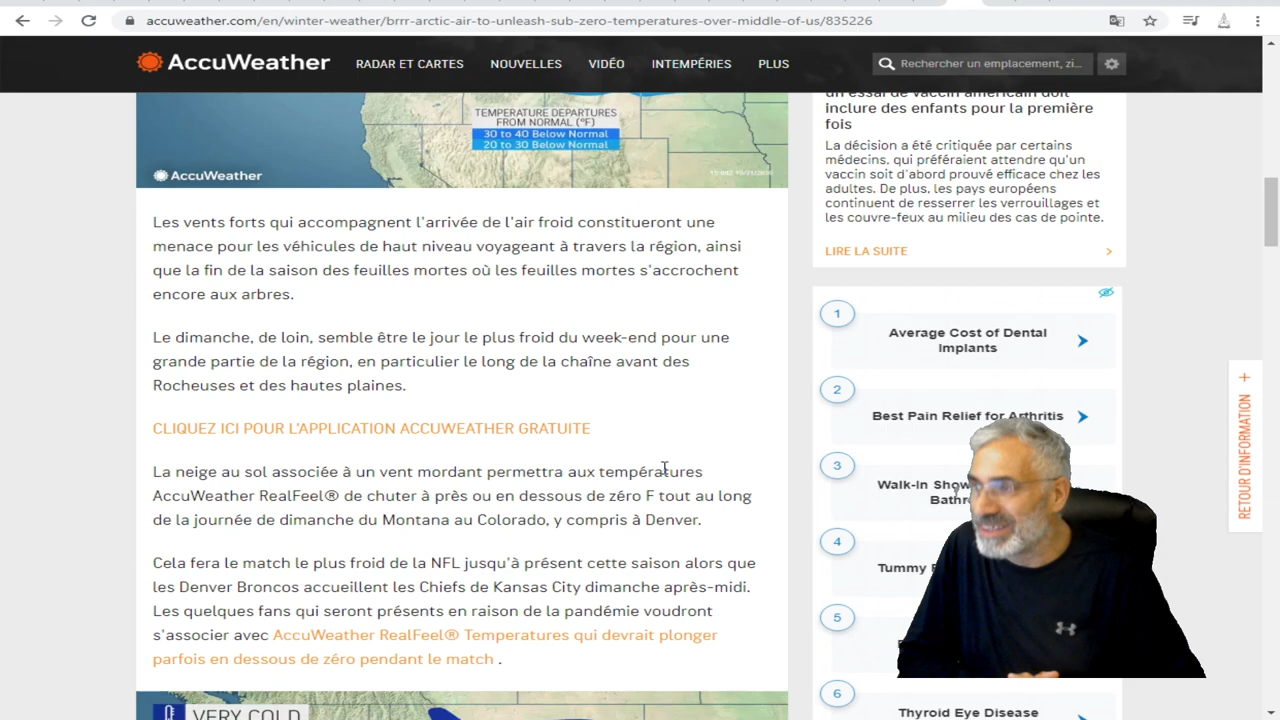 accuweather.com/en/winter-weather/brrr-arctic-air-to-unleash-sub-zero-temperatures-over-middle-of-us/835226
AccuWeather
RADAR ET CARTES
NOUVELLES
VIDÉO
INTEMPÉRIES
PLUS
Rechercher un emplacement, zi...
TEMPERATURE DEPARTURES
FROM NORMAL (°F)
30 to 40 Below Normal
20 to 30 Below Normal
AccuWeather
Les vents forts qui accompagnent l'arrivée de l'air froid constitueront une
menace pour les véhicules de haut niveau voyageant à travers la région, ainsi
que la fin de la saison des feuilles mortes où les feuilles mortes s'accrochent
encore aux arbres.
Le dimanche, de loin, semble être le jour le plus froid du week-end pour une
grande partie de la région, en particulier le long de la chaîne avant des
Rocheuses et des hautes plaines.
CLIQUEZ ICI POUR L'APPLICATION ACCUWEATHER GRATUITE
La neige au sol associée à un vent mordant permettra aux températures
AccuWeather RealFeel® de chuter à près ou en dessous de zéro F tout au long
de la journée de dimanche du Montana au Colorado, y compris à Denver.
Cela fera le match le plus froid de la NFL jusqu'à présent cette saison alors que
les Denver Broncos accueillent les Chiefs de Kansas City dimanche après-midi.
Les quelques fans qui seront présents en raison de la pandémie voudront
s'associer avec AccuWeather RealFeel® Temperatures qui devrait plonger
parfois en dessous de zéro pendant le match .
VERY COLD
un essai de vaccin américain doit
inclure des enfants pour la première
fois
La décision a été critiquée par certains
médecins, qui préféraient attendre qu'un
vaccin soit d'abord prouvé efficace chez les
adultes. De plus, les pays européens
continuent de resserrer les verrouillages et
les couvre-feux au milieu des cas de pointe.
LIRE LA SUITE
1
Average Cost of Dental
Implants
2
Best Pain Relief for Arthritis
3
Walk-In
4
Tummy
5
6
Thyroid Eye Disease
RETOUR D'INFORMATION +